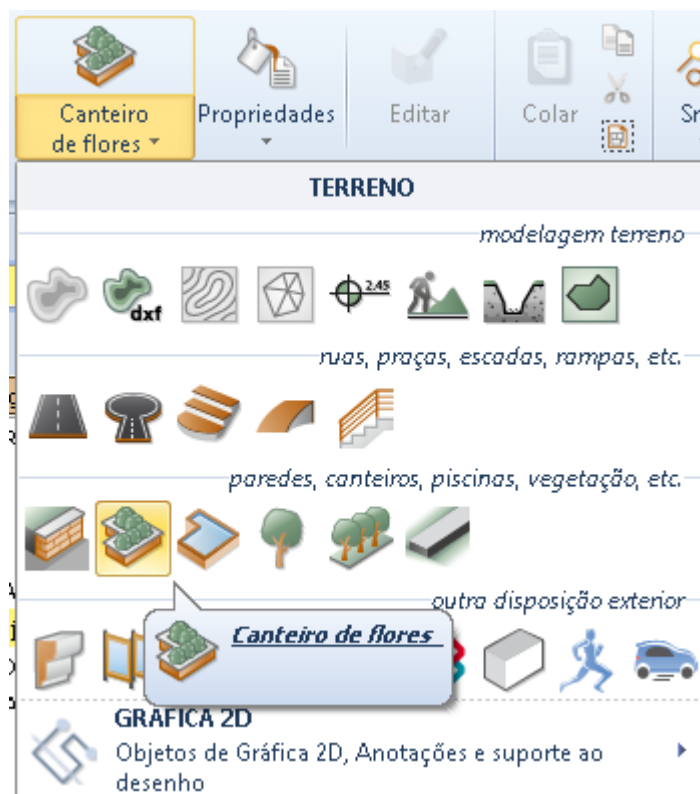 Canteiro
de flores
Propriedades
Editar
Colar
TERRENO
modelagem terreno
2.45
dxf
ruas, praças, escadas, rampas, etc.
paredes, canteiros, piscinas, vegetação, etc.
outra disposição exterior
Canteiro de flores
GRÁFICA 2D
Objetos de Gráfica 2D, Anotações e suporte ao
desenho